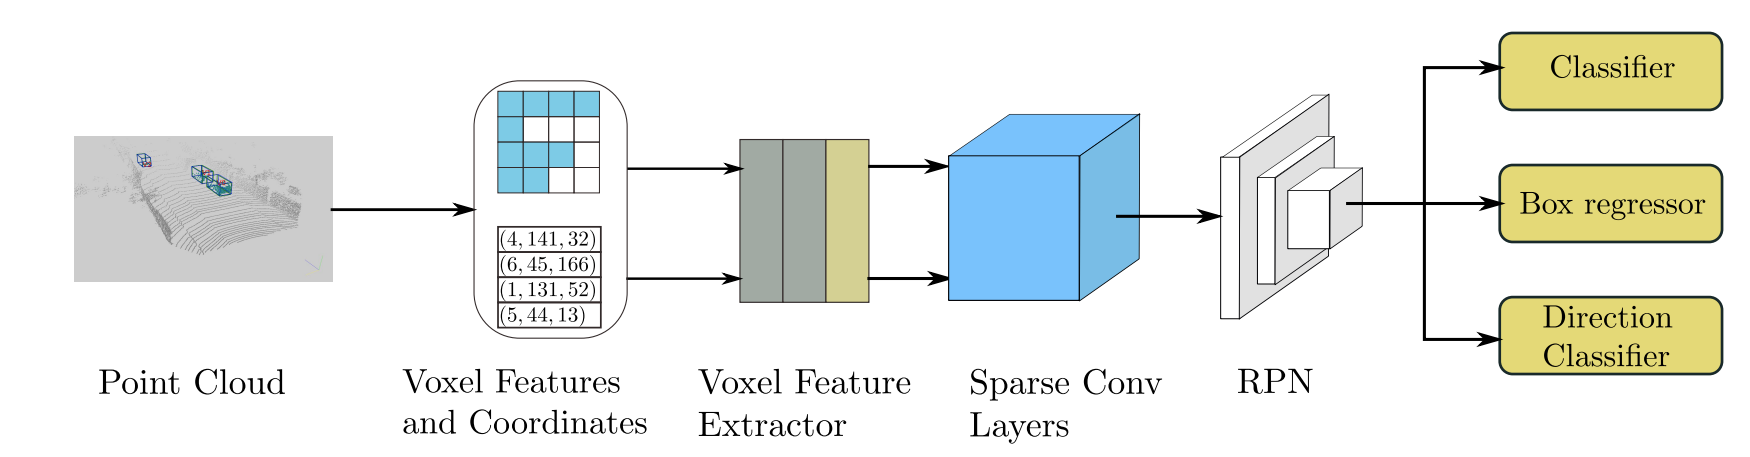 (4, 141, 32)
(6, 45, 166)
(1, 131, 52)
(5, 44, 13)
Point Cloud
Voxel Features
and Coordinates
Voxel Feature
Extractor
Sparse Conv
Layers
RPN
Classifier
Box regressor
Direction
Classifier